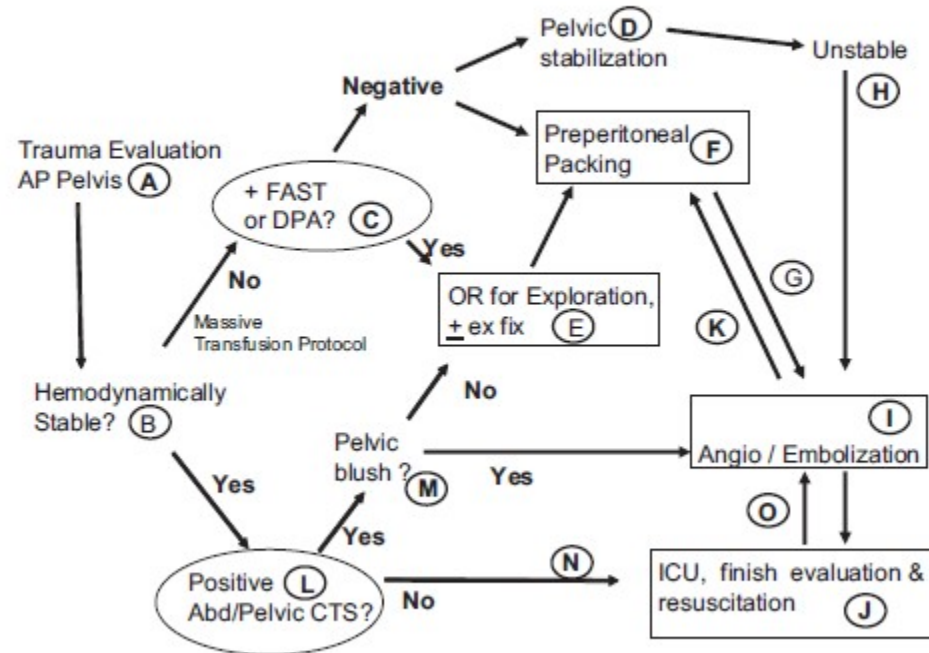 Pelvic D
stabilization
Unstable
H
Negative
Trauma Evaluation
AP Pelvis A
Preperitoneal
Packing F
+ FAST
or DPA? C
Yes
No
G
OR for Exploration,
+ ex fix E
K
Massive
Transfusion Protocol
No
Hemodynamically
Stable? B
I
Angio / Embolization
Pelvic
blush ? M
Yes
Yes
O
Yes
N
Positive L
Abd/Pelvic CTS?
No
ICU, finish evaluation &
resuscitation J